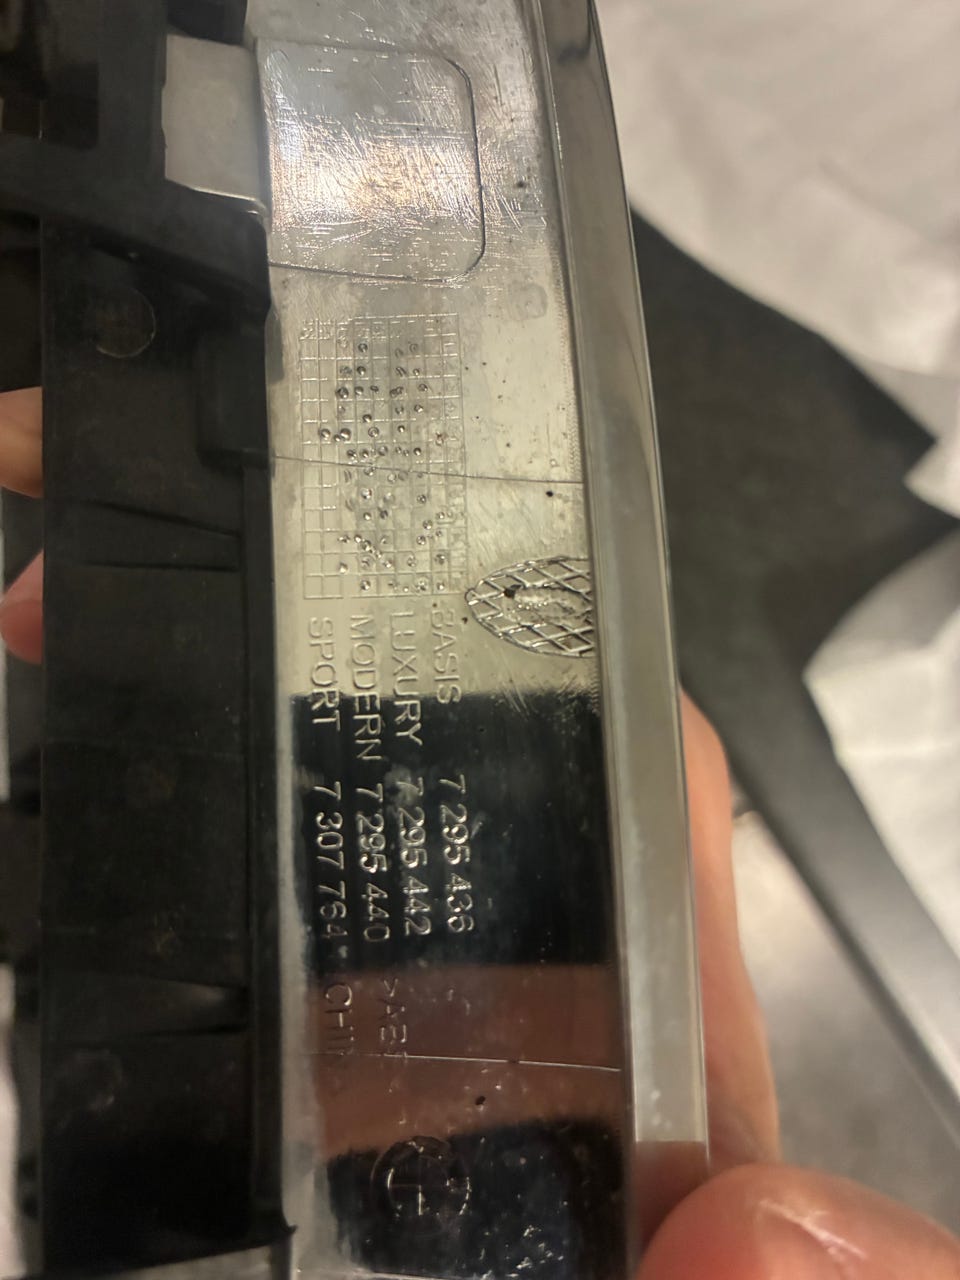 BASIS 7 295 436
LUXURY 7 295 442
MODERN 7 295 440
SPORT 7 307 764